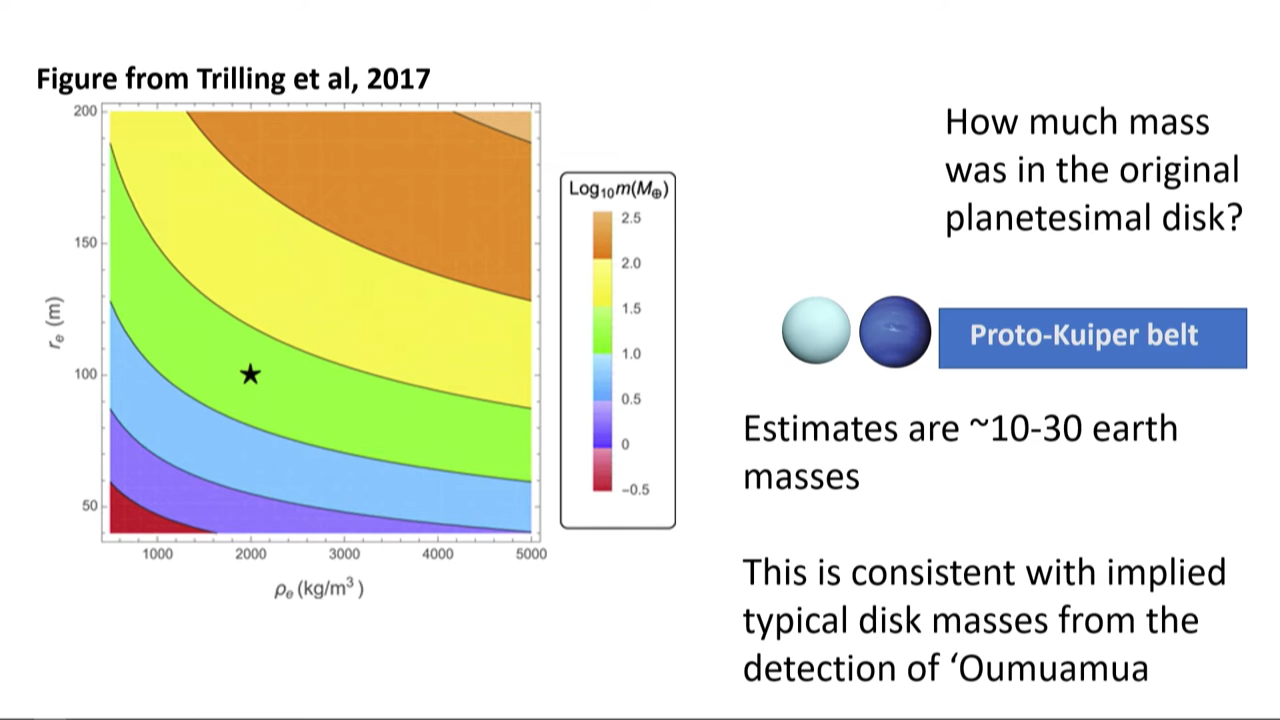 Figure from Trilling et al, 2017
200
150
100
50
rₑ (m)
1000 2000 3000 4000 5000
ρₑ (kg/m³)
Log₁₀m(M⊕)
2.5
2.0
1.5
1.0
0.5
0
−0.5
How much mass
was in the original
planetesimal disk?
Proto-Kuiper belt
Estimates are ~10-30 earth
masses
This is consistent with implied
typical disk masses from the
detection of ‘Oumuamua